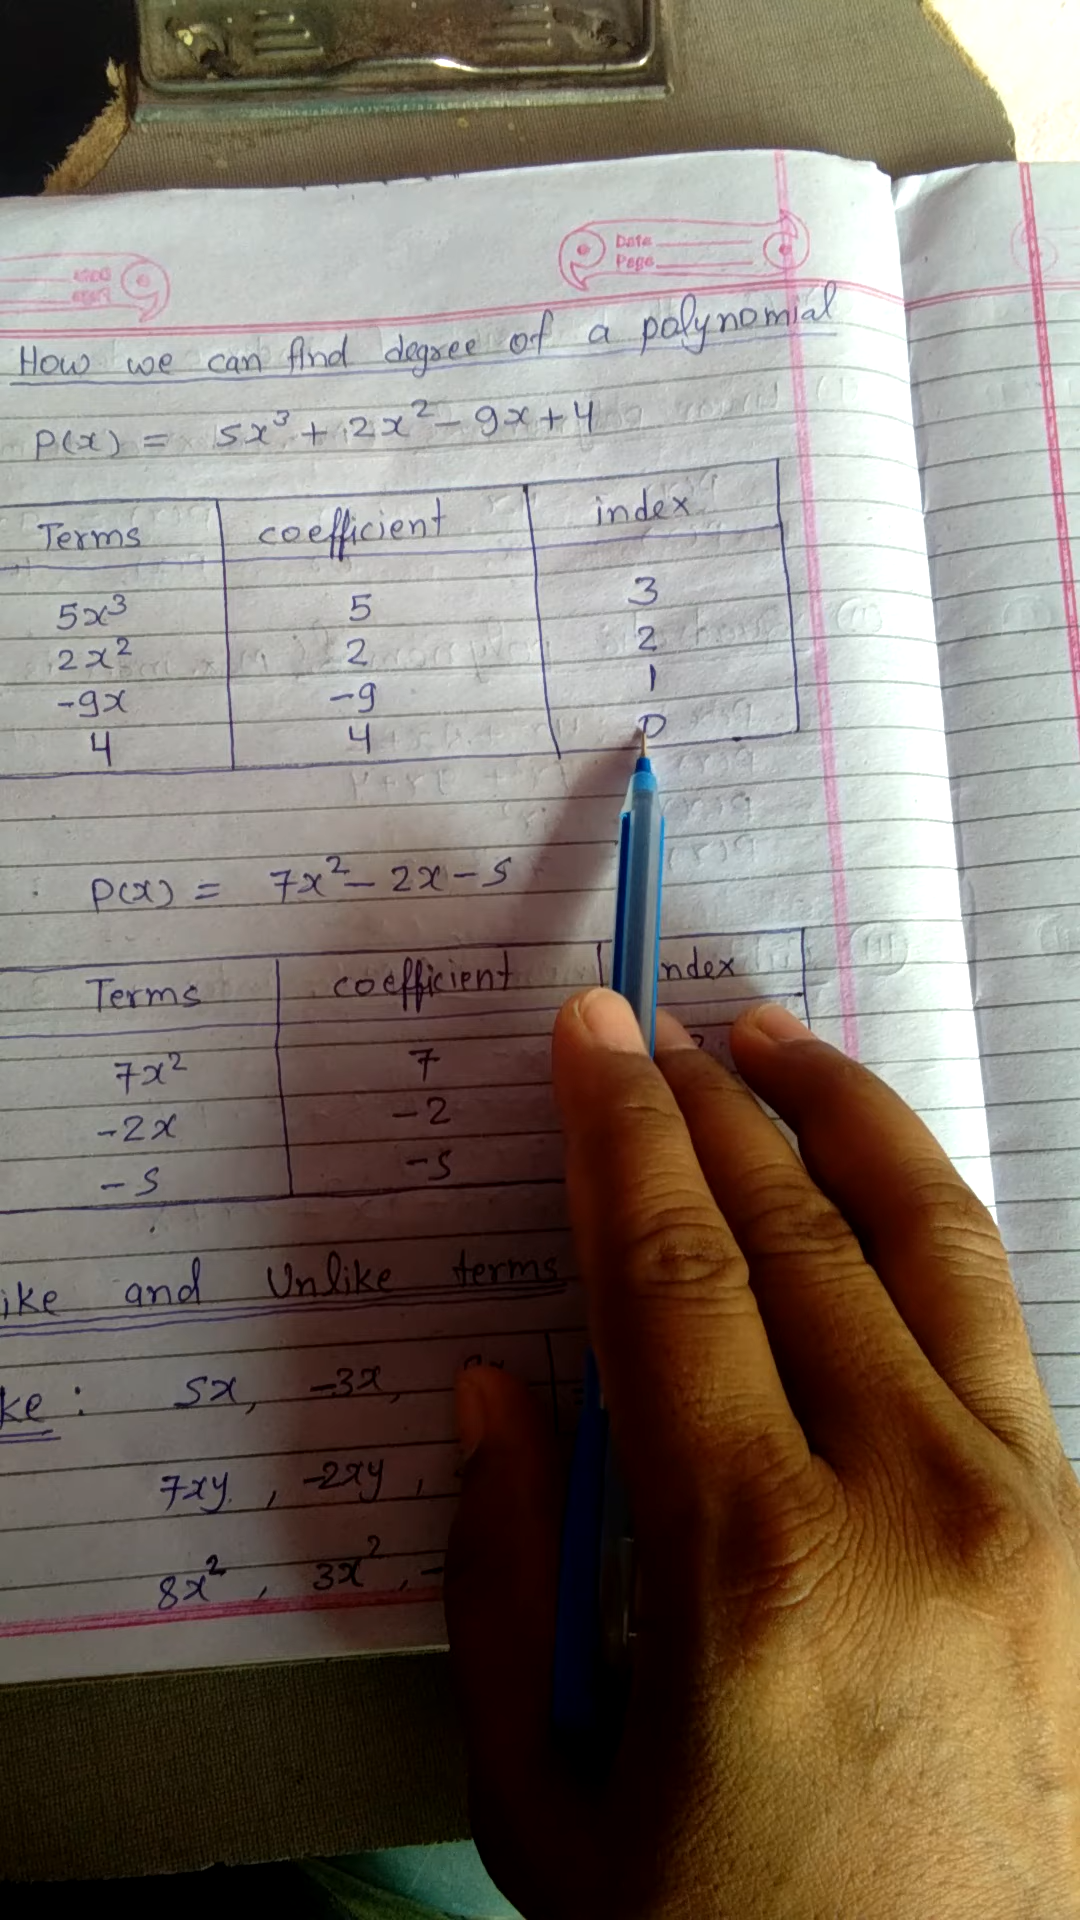 Date
Page
How we can find degree of a polynomial
P(x) = 5x³ + 2x² - 9x + 4
Terms coefficient index
5x³ 5 3
2x² 2 2
-9x -9 1
4 4 0
P(x) = 7x² - 2x - 5
Terms coefficient ndex
7x² 7
-2x -2
-5 -5
ike and Unlike terms
ke : 5x, -3x,
7xy, -2xy,
8x², 3x², -